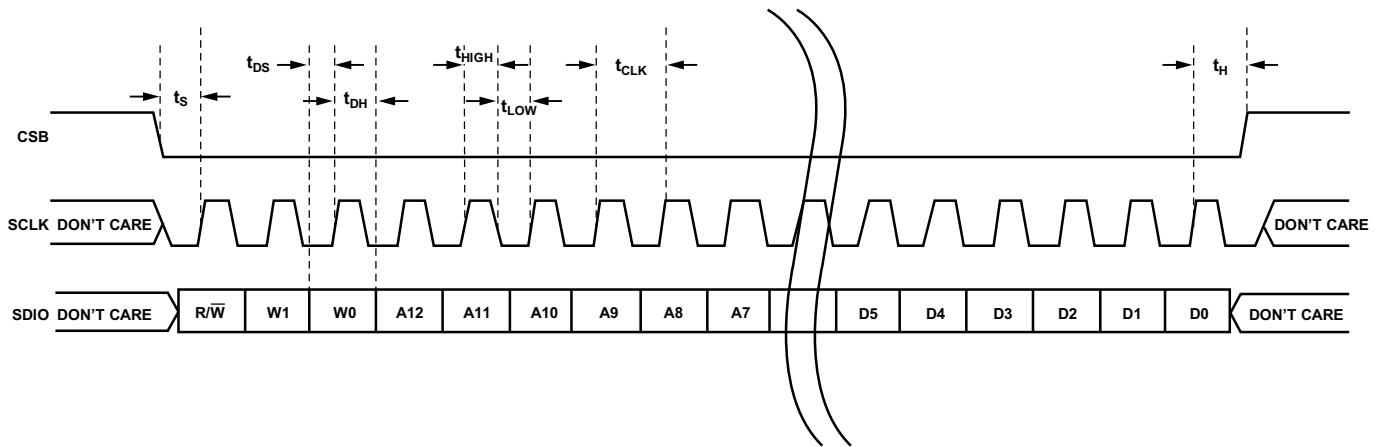 tDS
tHIGH
tCLK
tH
tS
tDH
tLOW
CSB
SCLK DON'T CARE
DON'T CARE
SDIO DON'T CARE
R/W̅ W1 W0 A12 A11 A10 A9 A8 A7 D5 D4 D3 D2 D1 D0
DON'T CARE